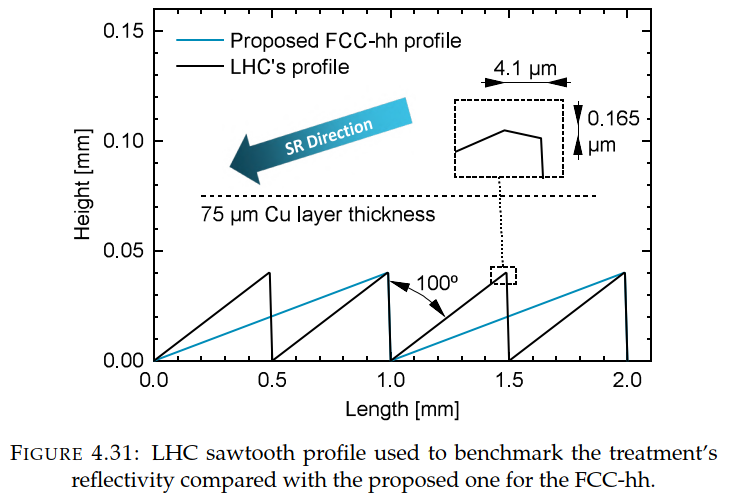 0.15
Proposed FCC-hh profile
LHC's profile
4.1 µm
SR Direction
0.165
µm
0.10
Height [mm]
75 µm Cu layer thickness
0.05
100º
0.00
0.0 0.5 1.0 1.5 2.0
Length [mm]
FIGURE 4.31: LHC sawtooth profile used to benchmark the treatment's
reflectivity compared with the proposed one for the FCC-hh.